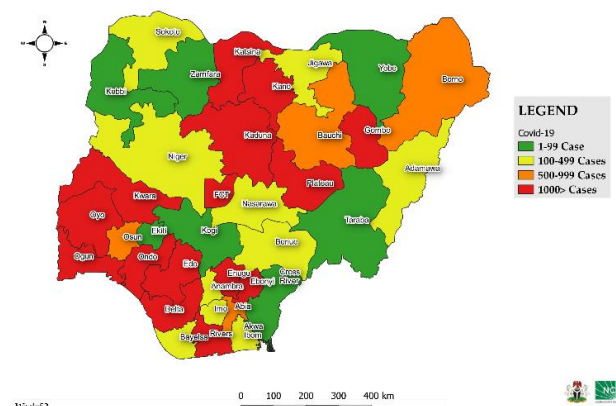 Sokoto
Katsina
Jigawa
Yobe
Borno
Zamfara
Kano
Kebbi
Gombe
Kaduna
Bauchi
Niger
Adamawa
Plateau
FCT
Kwara
Nasarawa
Oyo
Taraba
Osun
Ekiti
Kogi
Benue
Ogun
Ondo
Edo
Enugu
Ebonyi
Cross
River
Anambra
Delta
Imo
Abia
Bayelsa
Rivers
Akwa
Ibom
LEGEND
Covid-19
1-99 Case
100-499 Cases
500-999 Cases
1000> Cases
0 100 200 300 400 km
NC